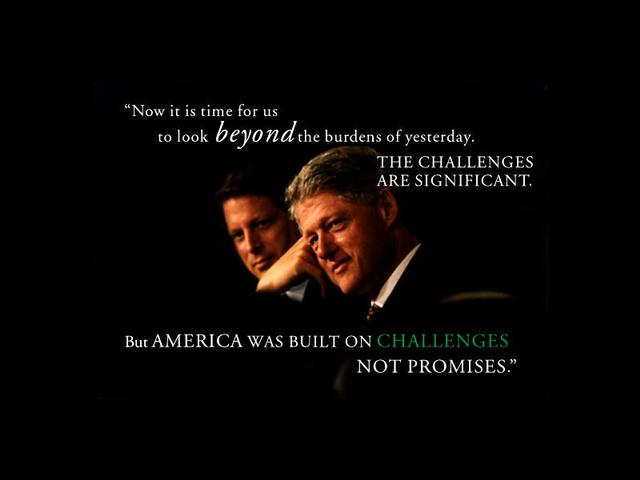 “Now it is time for us
to look beyond the burdens of yesterday.
THE CHALLENGES
ARE SIGNIFICANT.
But AMERICA WAS BUILT ON CHALLENGES
NOT PROMISES.”